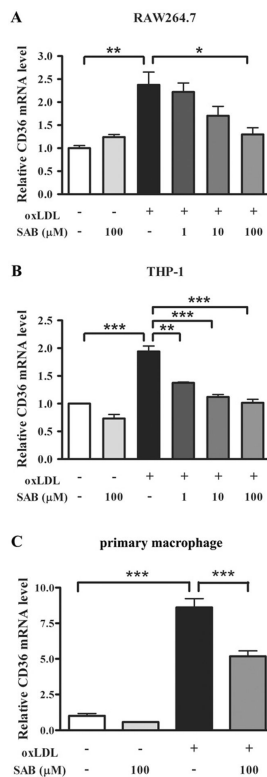 A
RAW264.7
** *
Relative CD36 mRNA level
3.0
2.5
2.0
1.5
1.0
0.5
0.0
oxLDL - - + + + +
SAB (μM) - 100 - 1 10 100
B
THP-1
***
***
*** **
Relative CD36 mRNA level
2.5
2.0
1.5
1.0
0.5
0.0
oxLDL - - + + + +
SAB (μM) - 100 - 1 10 100
C
primary macrophage
*** ***
Relative CD36 mRNA level
10.0
7.5
5.0
2.5
0.0
oxLDL - - + +
SAB (μM) - 100 - 100